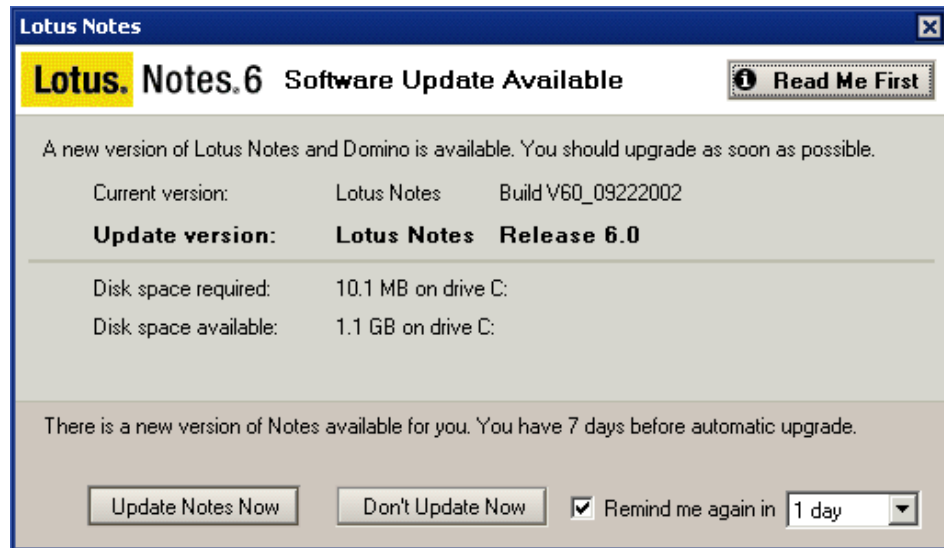 Lotus Notes
Lotus. Notes.6 Software Update Available Read Me First
A new version of Lotus Notes and Domino is available. You should upgrade as soon as possible.
Current version: Lotus Notes Build V60_09222002
Update version: Lotus Notes Release 6.0
Disk space required: 10.1 MB on drive C:
Disk space available: 1.1 GB on drive C:
There is a new version of Notes available for you. You have 7 days before automatic upgrade.
Update Notes Now Don't Update Now Remind me again in 1 day